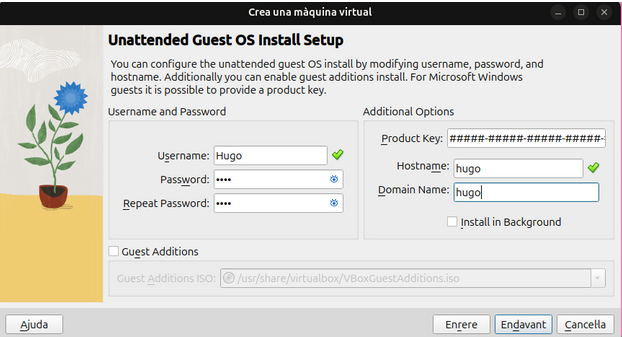 Crea una màquina virtual
Unattended Guest OS Install Setup
You can configure the unattended guest OS install by modifying username, password, and
hostname. Additionally you can enable guest additions install. For Microsoft Windows
guests it is possible to provide a product key.
Username and Password
Username: Hugo
Password: ••••
Repeat Password: ••••
Additional Options
Product Key: #####-#####-#####-#####-
Hostname: hugo
Domain Name: hugo
Install in Background
Guest Additions
Guest Additions ISO: /usr/share/virtualbox/VBoxGuestAdditions.iso
Ajuda
Enrere
Endavant
Cancel·la